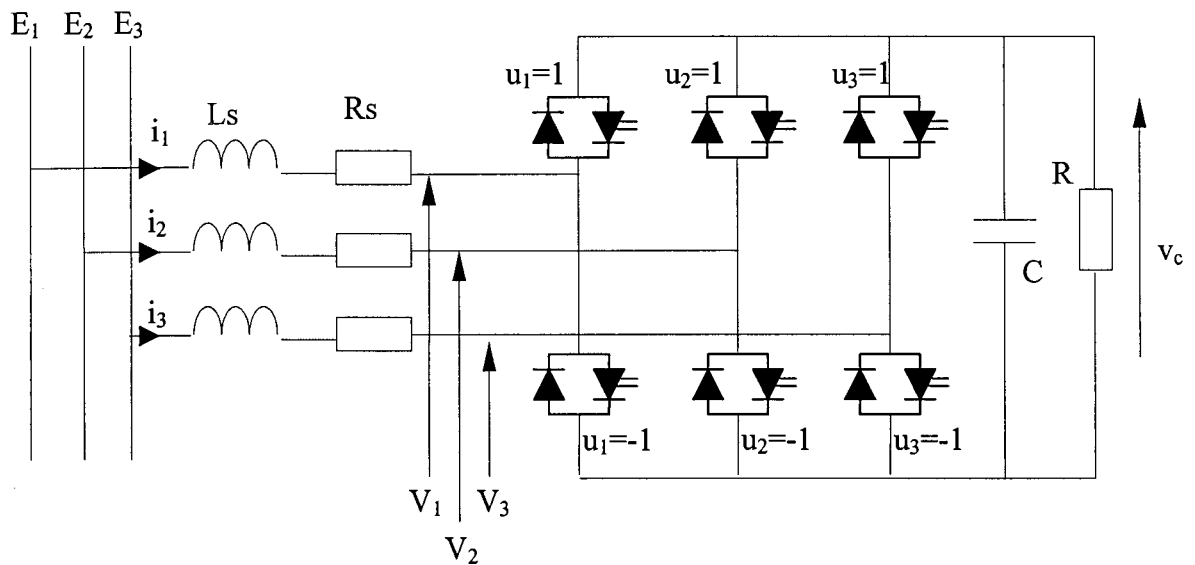 E₁ E₂ E₃
u₁=1 u₂=1 u₃=1
Ls Rs
i₁
i₂
i₃
R
C
v_c
u₁=-1 u₂=-1 u₃=-1
V₁ V₃
V₂